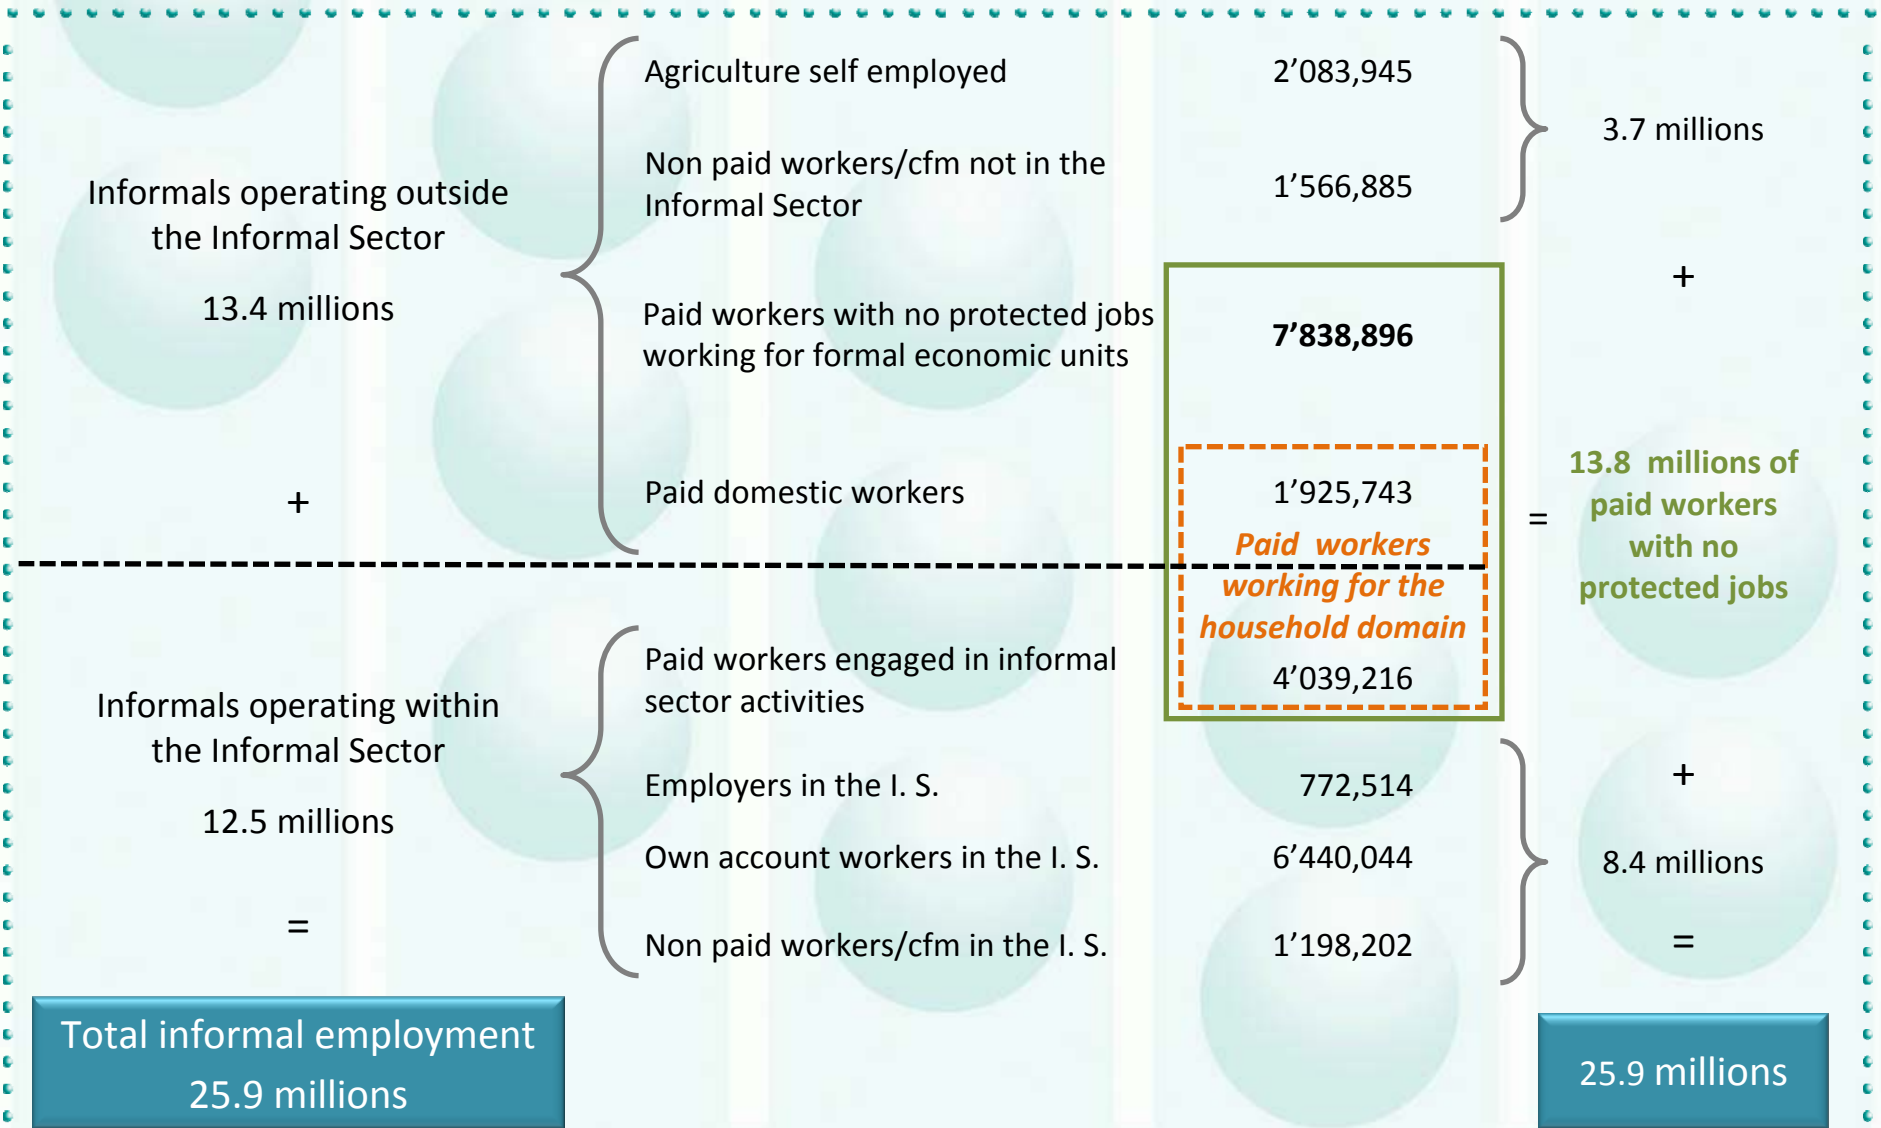 Agriculture self employed
2’083,945
3.7 millions
Non paid workers/cfm not in the
Informal Sector
1’566,885
Informals operating outside
the Informal Sector
13.4 millions
+
Paid workers with no protected jobs
working for formal economic units
7’838,896
+
Paid domestic workers
1’925,743
Paid workers
working for the
household domain
=
13.8 millions of
paid workers
with no
protected jobs
Paid workers engaged in informal
sector activities
4’039,216
Informals operating within
the Informal Sector
12.5 millions
Employers in the I. S.
772,514
+
Own account workers in the I. S.
6’440,044
8.4 millions
=
Non paid workers/cfm in the I. S.
1’198,202
=
Total informal employment
25.9 millions
25.9 millions